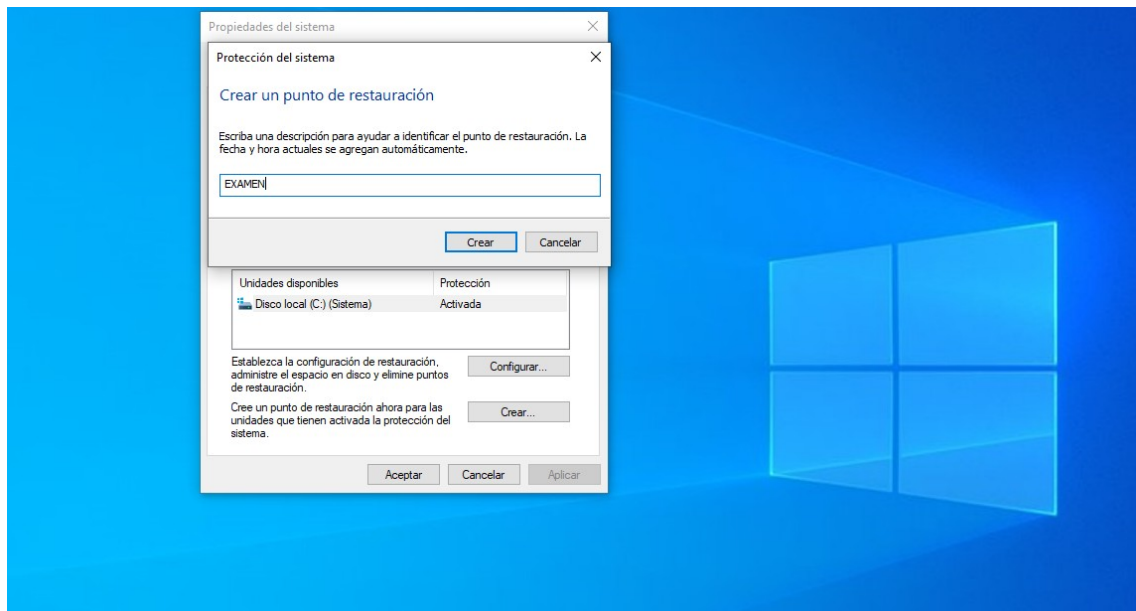 Propiedades del sistema
Protección del sistema
Crear un punto de restauración
Escriba una descripción para ayudar a identificar el punto de restauración. La
fecha y hora actuales se agregan automáticamente.
EXAMEN
Crear
Cancelar
Unidades disponibles
Protección
Disco local (C:) (Sistema)
Activada
Establezca la configuración de restauración,
administre el espacio en disco y elimine puntos
de restauración.
Configurar...
Cree un punto de restauración ahora para las
unidades que tienen activada la protección del
sistema.
Crear...
Aceptar
Cancelar
Aplicar